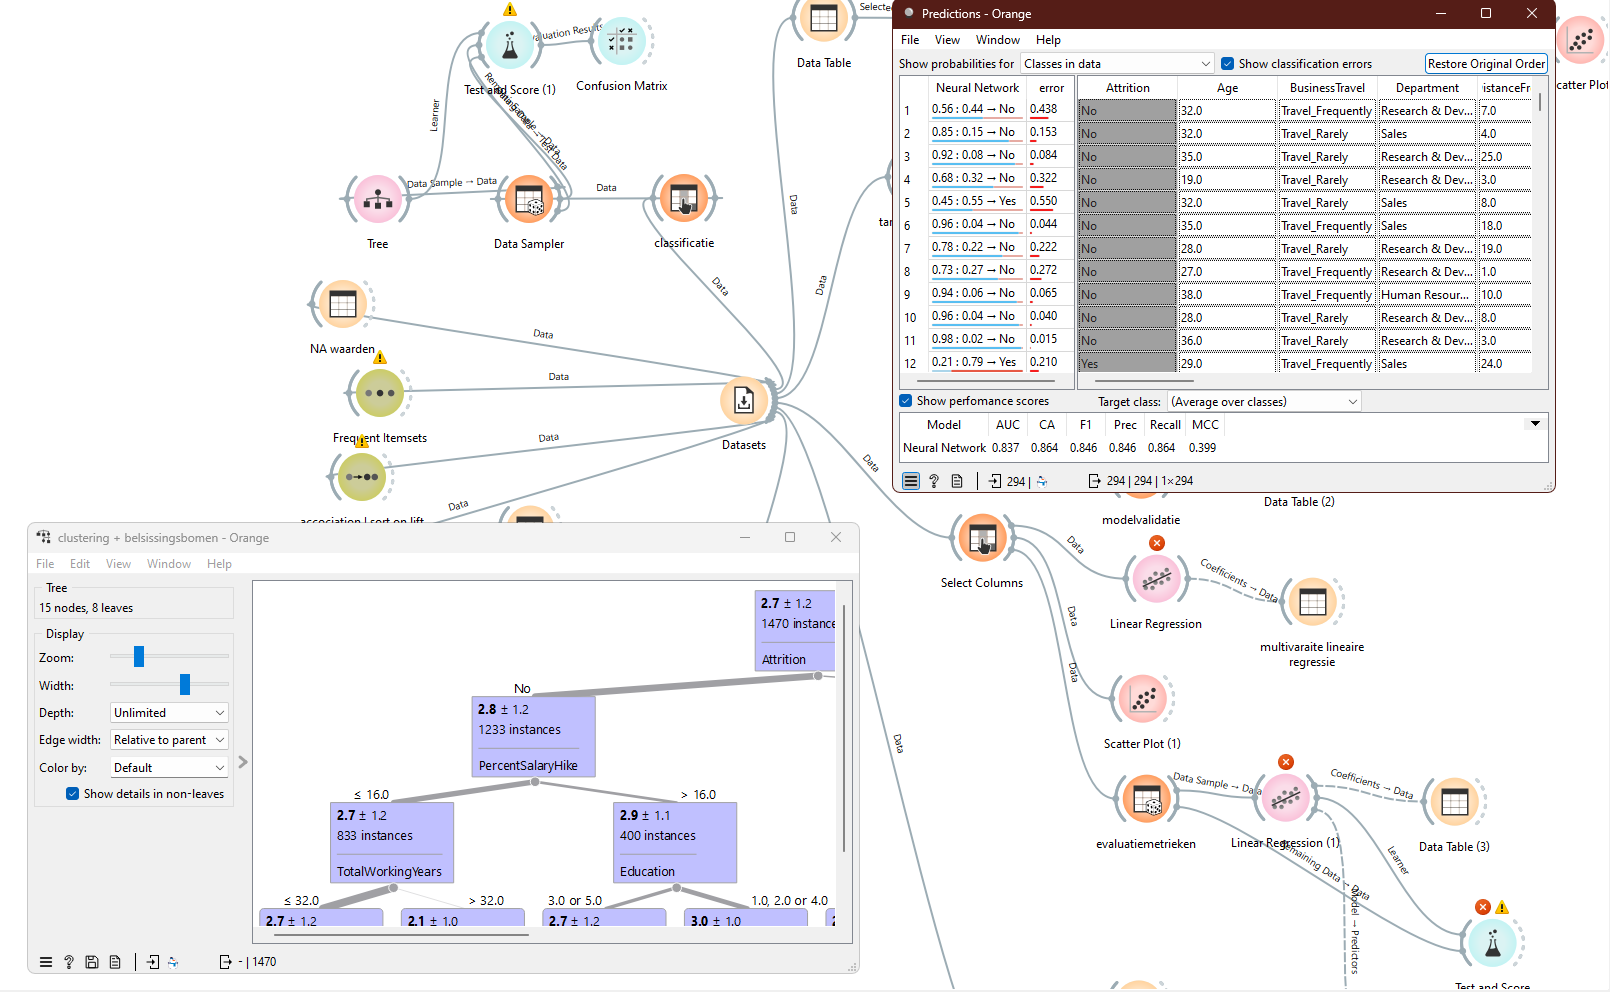 Test and Score (1)
Confusion Matrix
Learner
Data Sample → Data
Data
Tree
Data Sampler
classificatie
Data
NA waarden
Data
Data
Frequent Itemsets
Data
Data
Datasets
Data
Data
Data
Data Table
Selected
Predictions - Orange
File View Window Help
Show probabilities for Classes in data Show classification errors Restore Original Order
Neural Network error Attrition Age BusinessTravel Department istanceFr
1 0.56 : 0.44 → No 0.438 No 32.0 Travel_Frequently Research & Dev... 7.0
2 0.85 : 0.15 → No 0.153 No 32.0 Travel_Rarely Sales 4.0
3 0.92 : 0.08 → No 0.084 No 35.0 Travel_Rarely Research & Dev... 25.0
4 0.68 : 0.32 → No 0.322 No 19.0 Travel_Rarely Research & Dev... 3.0
5 0.45 : 0.55 → Yes 0.550 No 32.0 Travel_Rarely Sales 8.0
6 0.96 : 0.04 → No 0.044 No 35.0 Travel_Frequently Sales 18.0
7 0.78 : 0.22 → No 0.222 No 28.0 Travel_Rarely Research & Dev... 19.0
8 0.73 : 0.27 → No 0.272 No 27.0 Travel_Frequently Research & Dev... 1.0
9 0.94 : 0.06 → No 0.065 No 38.0 Travel_Frequently Human Resour... 10.0
10 0.96 : 0.04 → No 0.040 No 28.0 Travel_Rarely Research & Dev... 8.0
11 0.98 : 0.02 → No 0.015 No 36.0 Travel_Rarely Research & Dev... 3.0
12 0.21 : 0.79 → Yes 0.210 Yes 29.0 Travel_Frequently Sales 24.0
Show perfomance scores Target class: (Average over classes)
Model AUC CA F1 Prec Recall MCC
Neural Network 0.837 0.864 0.846 0.846 0.864 0.399
294 | 294 | 294 | 1×294
catter Plot
Data Table (2)
modelvalidatie
Select Columns
Data
Linear Regression
Coefficients → Data
multivaraite lineaire
regressie
Data
Data
Scatter Plot (1)
evaluatiemetrieken
Data Sample → Data
Linear Regression (1)
Coefficients → Data
Data Table (3)
Learner
Remaining Data → Data
Model → Predictors
Test and Score
Data
clustering + belsissingsbomen - Orange
File Edit View Window Help
Tree
15 nodes, 8 leaves
Display
Zoom:
Width:
Depth: Unlimited
Edge width: Relative to parent
Color by: Default
Show details in non-leaves
2.7 ± 1.2
1470 instance
Attrition
No
2.8 ± 1.2
1233 instances
PercentSalaryHike
≤ 16.0 > 16.0
2.7 ± 1.2
833 instances
TotalWorkingYears
2.9 ± 1.1
400 instances
Education
≤ 32.0 > 32.0 3.0 or 5.0 1.0, 2.0 or 4.0
2.7 ± 1.2 2.1 ± 1.0 2.7 ± 1.2 3.0 ± 1.0
- | 1470